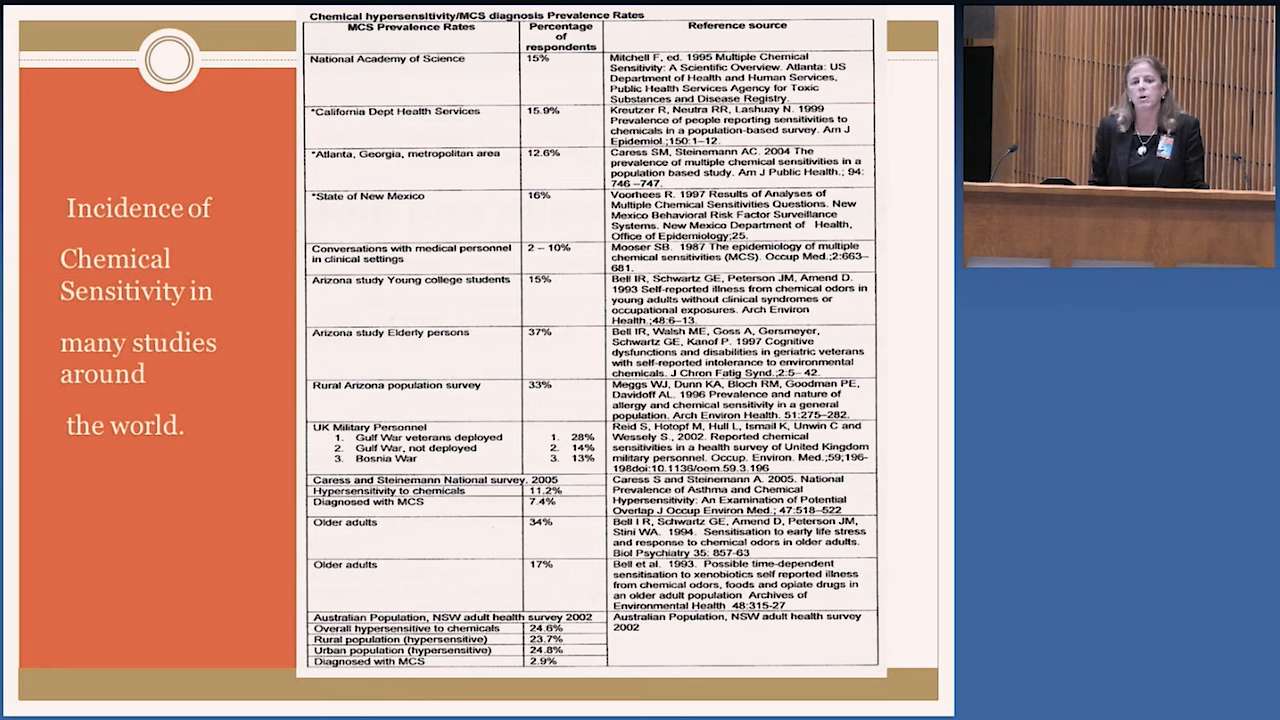 Incidence of
Chemical
Sensitivity in
many studies
around
the world.
Chemical hypersensitivity/MCS diagnosis Prevalence Rates
MCS Prevalence Rates
Percentage
of
respondents
Reference source
National Academy of Science
15%
Mitchell F, ed. 1995 Multiple Chemical
Sensitivity: A Scientific Overview. Atlanta: US
Department of Health and Human Services,
Public Health Services Agency for Toxic
Substances and Disease Registry.
*California Dept Health Services
15.9%
Kreutzer R, Neutra RR, Lashuay N. 1999
Prevalence of people reporting sensitivities to
chemicals in a population-based survey. Am J
Epidemiol.;150:1–12.
*Atlanta, Georgia, metropolitan area
12.6%
Caress SM, Steinemann AC. 2004 The
prevalence of multiple chemical sensitivities in a
population based study. Am J Public Health.; 94:
746 –747.
*State of New Mexico
16%
Voorhees R. 1997 Results of Analyses of
Multiple Chemical Sensitivities Questions. New
Mexico Behavioral Risk Factor Surveillance
Systems. New Mexico Department of Health,
Office of Epidemiology;25.
Conversations with medical personnel
in clinical settings
2 – 10%
Mooser SB. 1987 The epidemiology of multiple
chemical sensitivities (MCS). Occup Med.;2:663–
681.
Arizona study Young college students
15%
Bell IR, Schwartz GE, Peterson JM, Amend D.
1993 Self-reported illness from chemical odors in
young adults without clinical syndromes or
occupational exposures. Arch Environ
Health.;48:6–13.
Arizona study Elderly persons
37%
Bell IR, Walsh ME, Goss A, Gersmeyer,
Schwartz GE, Kanof P. 1997 Cognitive
dysfunctions and disabilities in geriatric veterans
with self-reported intolerance to environmental
chemicals. J Chron Fatig Synd.;2:5– 42.
Rural Arizona population survey
33%
Meggs WJ, Dunn KA, Bloch RM, Goodman PE,
Davidoff AL. 1996 Prevalence and nature of
allergy and chemical sensitivity in a general
population. Arch Environ Health. 51:275–282.
UK Military Personnel
1. Gulf War veterans deployed
2. Gulf War, not deployed
3. Bosnia War
1. 28%
2. 14%
3. 13%
Reid S, Hotopf M, Hull L, Ismail K, Unwin C and
Wessely S., 2002. Reported chemical
sensitivities in a health survey of United Kingdom
military personnel. Occup. Environ. Med.;59;196-
198doi:10.1136/oem.59.3.196
Caress and Steinemann National survey. 2005
Hypersensitivity to chemicals
11.2%
Diagnosed with MCS
7.4%
Caress S and Steinemann A. 2005. National
Prevalence of Asthma and Chemical
Hypersensitivity: An Examination of Potential
Overlap J Occup Environ Med.; 47:518–522
Older adults
34%
Bell I R, Schwartz GE, Amend D, Peterson JM,
Stini WA. 1994. Sensitisation to early life stress
and response to chemical odors in older adults.
Biol Psychiatry 35: 857-63
Older adults
17%
Bell et al. 1993. Possible time-dependent
sensitisation to xenobiotics self reported illness
from chemical odors, foods and opiate drugs in
an older adult population Archives of
Environmental Health 48:315-27
Australian Population, NSW adult health survey 2002
Overall hypersensitive to chemicals
24.6%
Rural population (hypersensitive)
23.7%
Urban population (hypersensitive)
24.8%
Diagnosed with MCS
2.9%
Australian Population, NSW adult health survey
2002